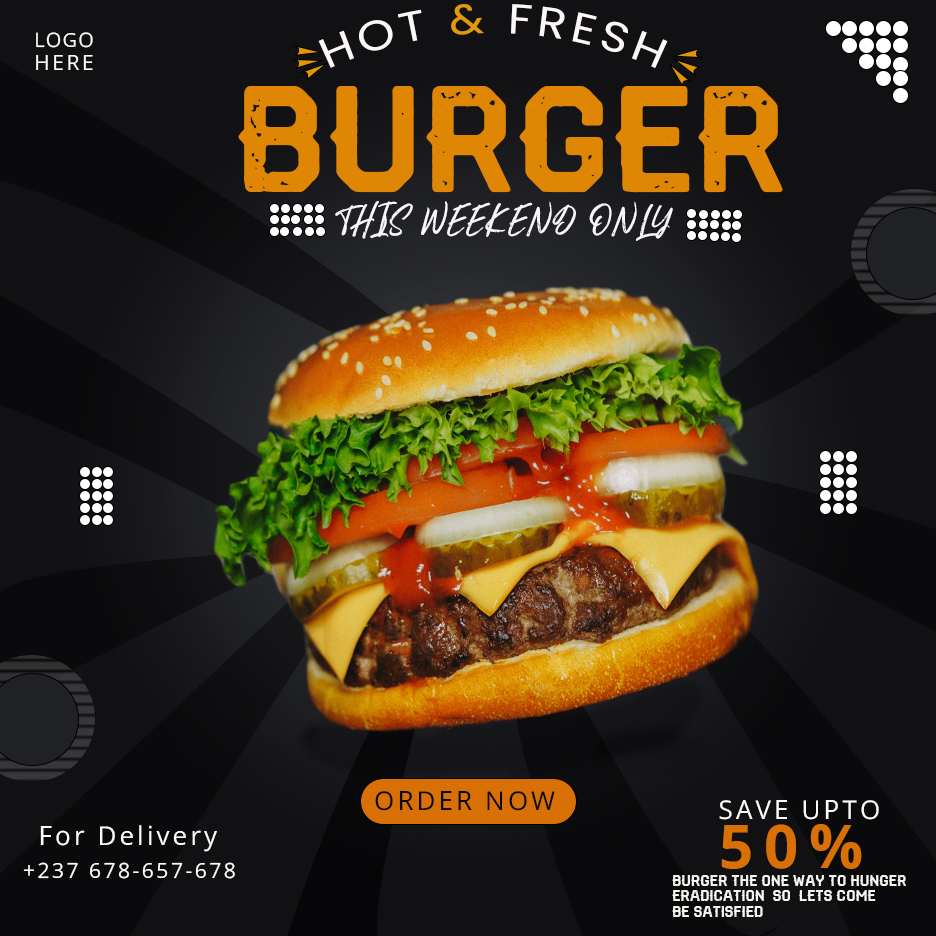 LOGO
HERE
HOT & FRESH
BURGER
THIS WEEKEND ONLY
ORDER NOW
For Delivery
+237 678-657-678
SAVE UPTO
50%
BURGER THE ONE WAY TO HUNGER
ERADICATION SO LETS COME
BE SATISFIED